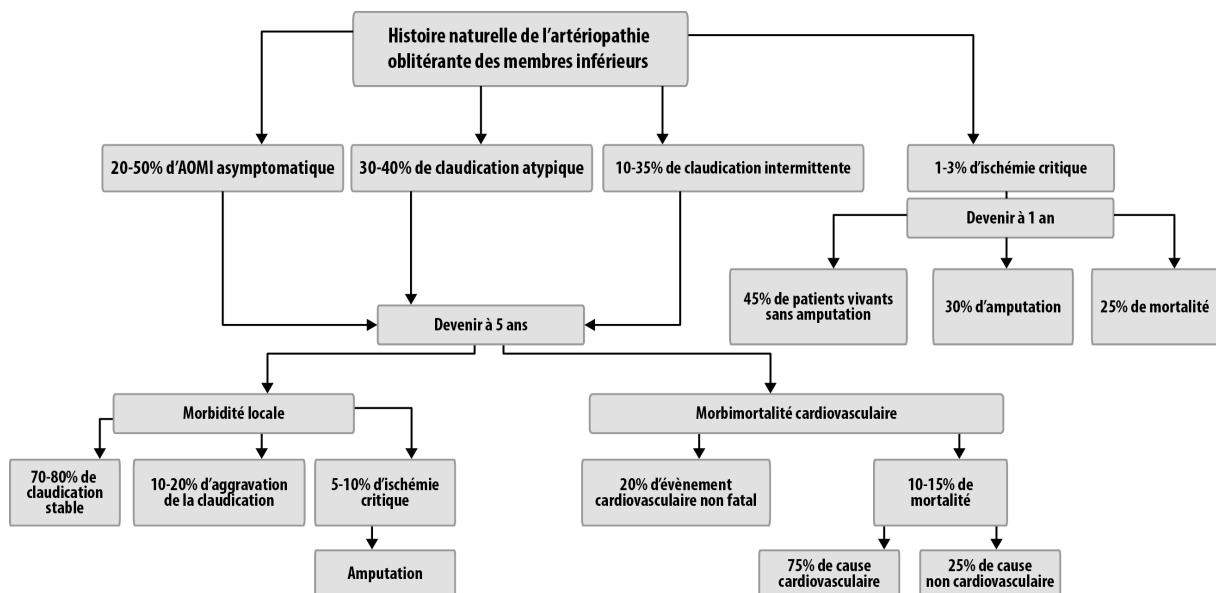 Histoire naturelle de l'artériopathie
oblitérante des membres inférieurs
20-50% d'AOMI asymptomatique
30-40% de claudication atypique
10-35% de claudication intermittente
1-3% d'ischémie critique
Devenir à 1 an
45% de patients vivants
sans amputation
30% d'amputation
25% de mortalité
Devenir à 5 ans
Morbidité locale
Morbimortalité cardiovasculaire
70-80% de
claudication
stable
10-20% d'aggravation
de la claudication
5-10% d'ischémie
critique
20% d'évènement
cardiovasculaire non fatal
10-15% de
mortalité
Amputation
75% de cause
cardiovasculaire
25% de cause
non cardiovasculaire